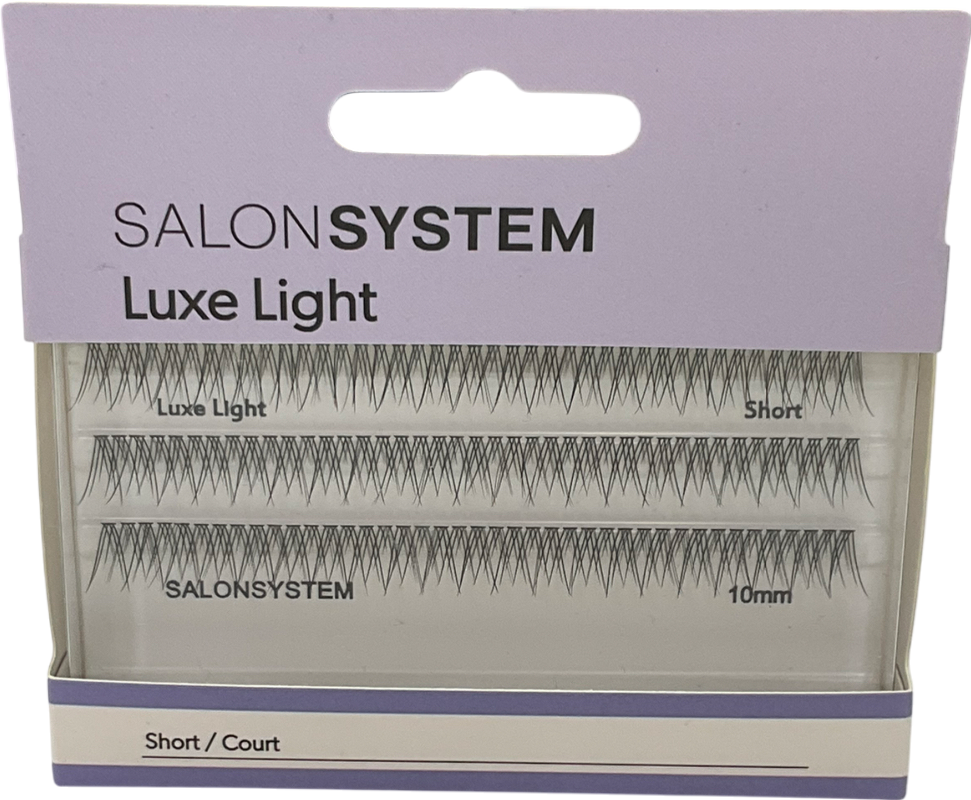 SALONSYSTEM
Luxe Light
Luxe Light Short
SALONSYSTEM 10mm
Short / Court